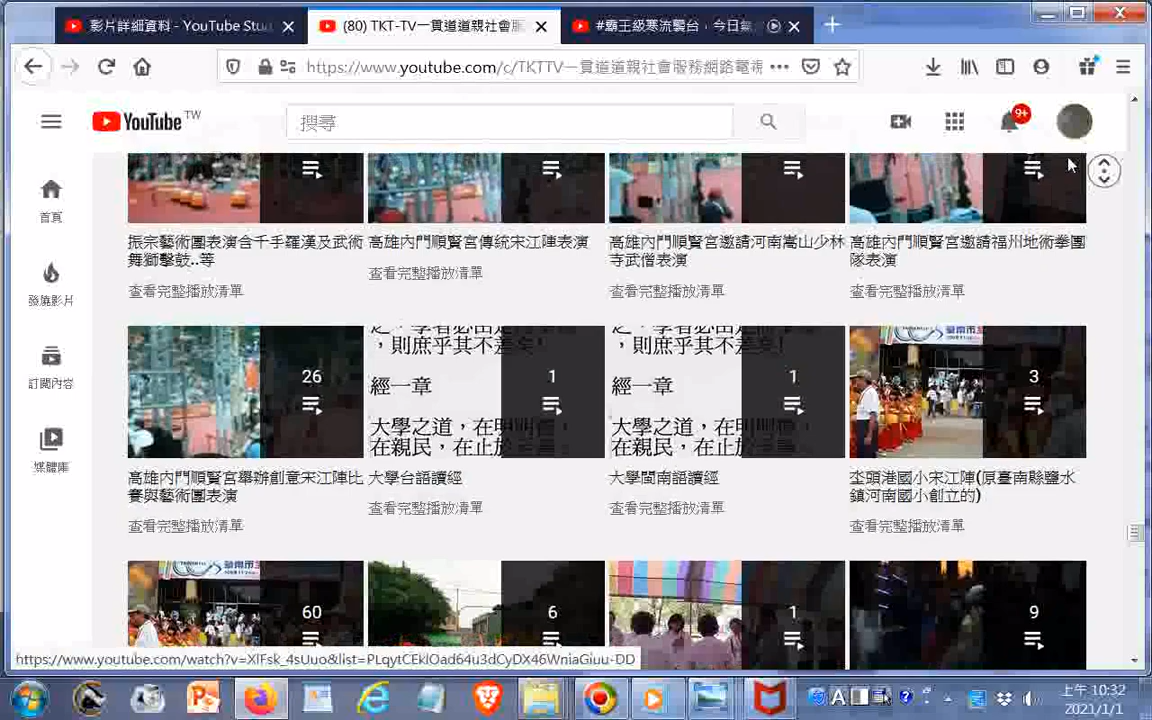 影片詳細資料 - YouTube Stu
(80) TKT-TV一貫道道親社會服
#霸王級寒流襲台，今日氣
https://www.youtube.com/c/TKTTV一貫道道親社會服務網路電視
YouTube TW
搜尋
9+
首頁
發燒影片
訂閱內容
媒體庫
振宗藝術團表演含千手羅漢及武術
舞獅擊鼓..等
查看完整播放清單
高雄內門順賢宮傳統宋江陣表演
查看完整播放清單
高雄內門順賢宮邀請河南嵩山少林
寺武僧表演
查看完整播放清單
高雄內門順賢宮邀請福州地術拳團
隊表演
查看完整播放清單
26
高雄內門順賢宮舉辦創意宋江陣比
賽與藝術團表演
查看完整播放清單
，則庶乎其不差矣!
經一章
大學之道，在明明德，
在親民，在止於
1
大學台語讀經
查看完整播放清單
，則庶乎其不差矣!
經一章
大學之道，在明明德，
在親民，在止於
1
大學閩南語讀經
查看完整播放清單
3
坔頭港國小宋江陣(原臺南縣鹽水
鎮河南國小創立的)
查看完整播放清單
60
6
1
9
https://www.youtube.com/watch?v=XlFsk_4sUuo&list=PLqytCEklOad64u3dCyDX46WniaGiuu-DD
上午 10:32
2021/1/1